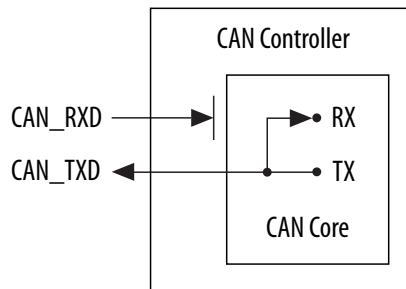 CAN Controller
CAN_RXD
RX
CAN_TXD
TX
CAN Core